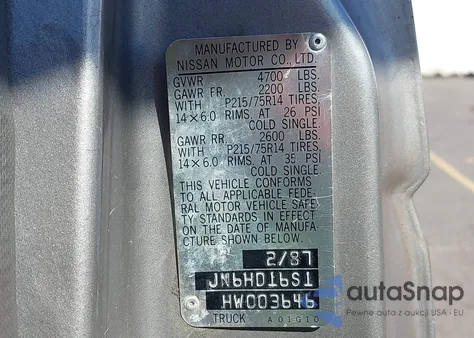 MANUFACTURED BY
NISSAN MOTOR CO., LTD.
GVWR 4700 LBS.
GAWR FR. 2200 LBS.
WITH P215/75R14 TIRES,
14×6.0 RIMS, AT 26 PSI
COLD SINGLE.
GAWR RR. 2600 LBS.
WITH P215/75R14 TIRES,
14×6.0 RIMS, AT 35 PSI
COLD SINGLE.
THIS VEHICLE CONFORMS
TO ALL APPLICABLE FEDE-
RAL MOTOR VEHICLE SAFE-
TY STANDARDS IN EFFECT
ON THE DATE OF MANUFA-
CTURE SHOWN BELOW.
2/87
JN6HD16S1
HW003646
TRUCK A01G10
autoSnap
Pewne auta z aukcji USA i EU